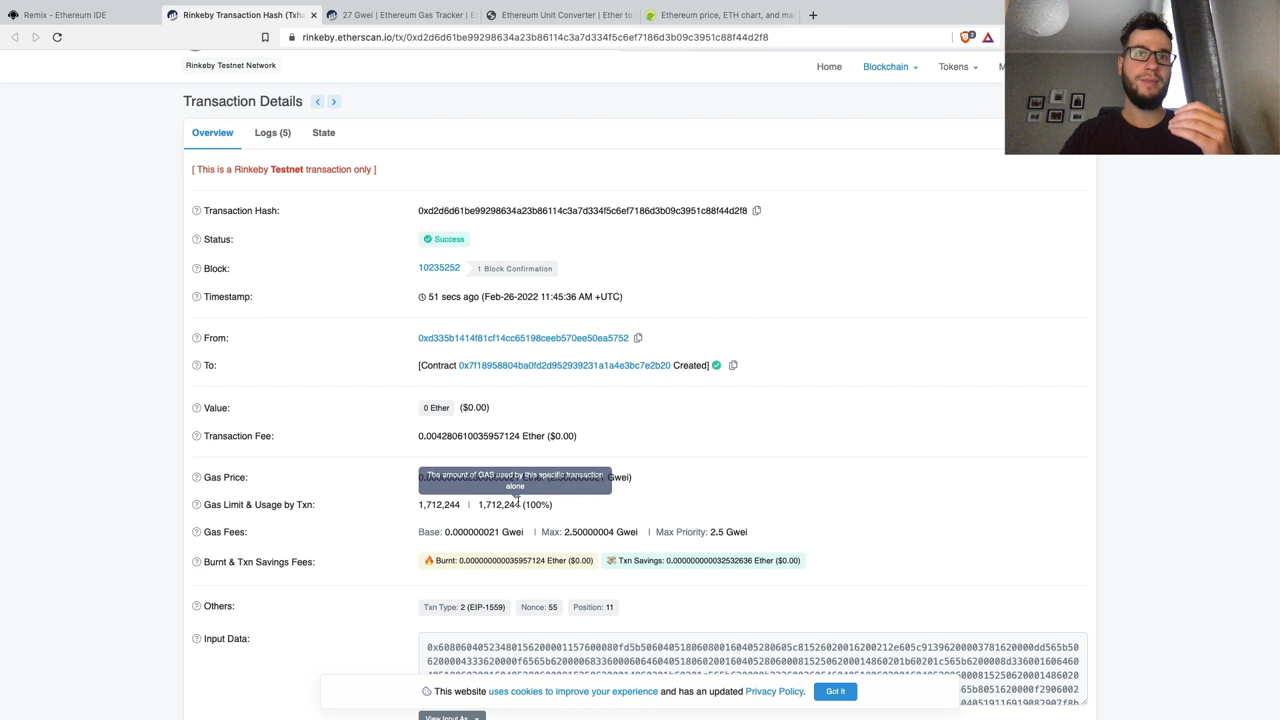 Remix - Ethereum IDE
Rinkeby Transaction Hash (Txha
27 Gwei | Ethereum Gas Tracker | E
Ethereum Unit Converter | Ether to
Ethereum price, ETH chart, and ma
rinkeby.etherscan.io/tx/0xd2d6d61be99298634a23b86114c3a7d334f5c6ef7186d3b09c3951c88f44d2f8
Rinkeby Testnet Network
Home
Blockchain
Tokens
M
Transaction Details
Overview
Logs (5)
State
[ This is a Rinkeby Testnet transaction only ]
Transaction Hash:
0xd2d6d61be99298634a23b86114c3a7d334f5c6ef7186d3b09c3951c88f44d2f8
Status:
Success
Block:
10235252
1 Block Confirmation
Timestamp:
51 secs ago (Feb-26-2022 11:45:36 AM +UTC)
From:
0xd335b1414f81cf14cc65198ceeb570ee50ea5752
To:
[Contract 0x7f18958804ba0fd2d952939231a1a4e3bc7e2b20 Created]
Value:
0 Ether ($0.00)
Transaction Fee:
0.004280610035957124 Ether ($0.00)
Gas Price:
The amount of GAS used by this specific transaction
alone
Gwei)
Gas Limit & Usage by Txn:
1,712,244 | 1,712,244 (100%)
Gas Fees:
Base: 0.000000021 Gwei | Max: 2.50000004 Gwei | Max Priority: 2.5 Gwei
Burnt & Txn Savings Fees:
Burnt: 0.000000000035957124 Ether ($0.00)
Txn Savings: 0.000000000032532636 Ether ($0.00)
Others:
Txn Type: 2 (EIP-1559)
Nonce: 55
Position: 11
Input Data:
This website uses cookies to improve your experience and has an updated Privacy Policy.
Got It
View Input As